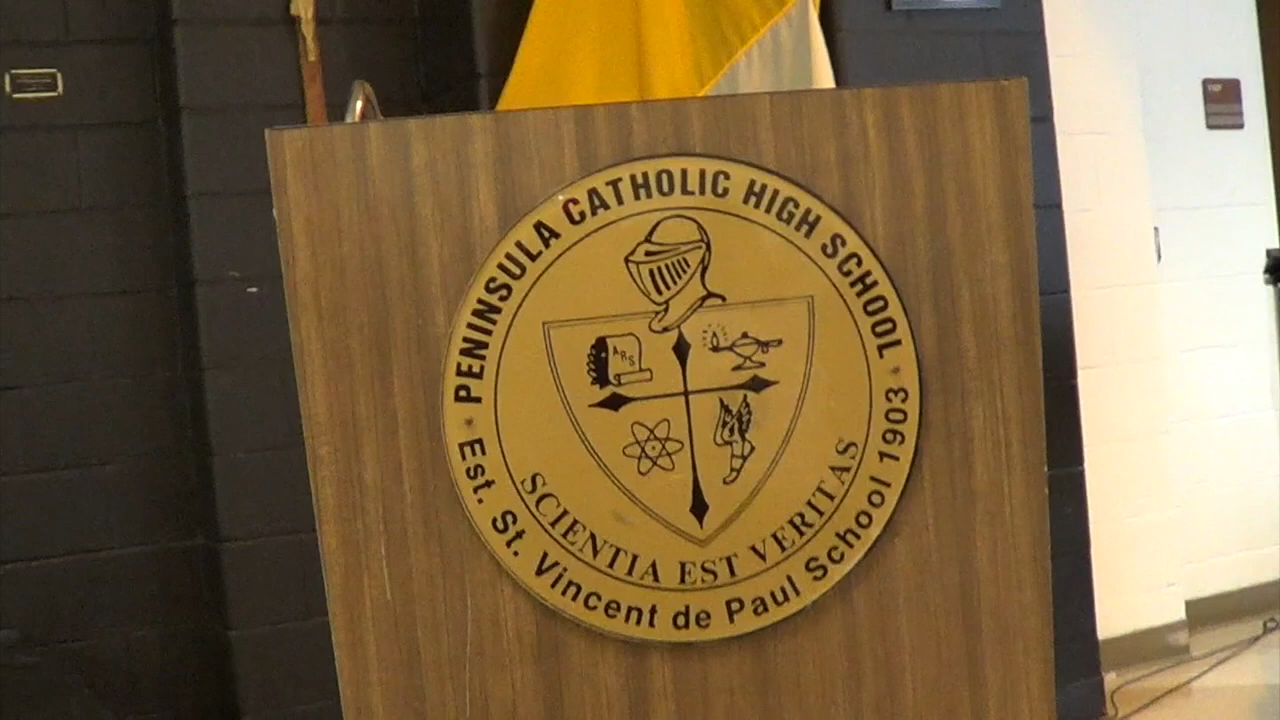 PENINSULA CATHOLIC HIGH SCHOOL
ARS
SCIENTIA EST VERITAS
Est. St. Vincent de Paul School 1903